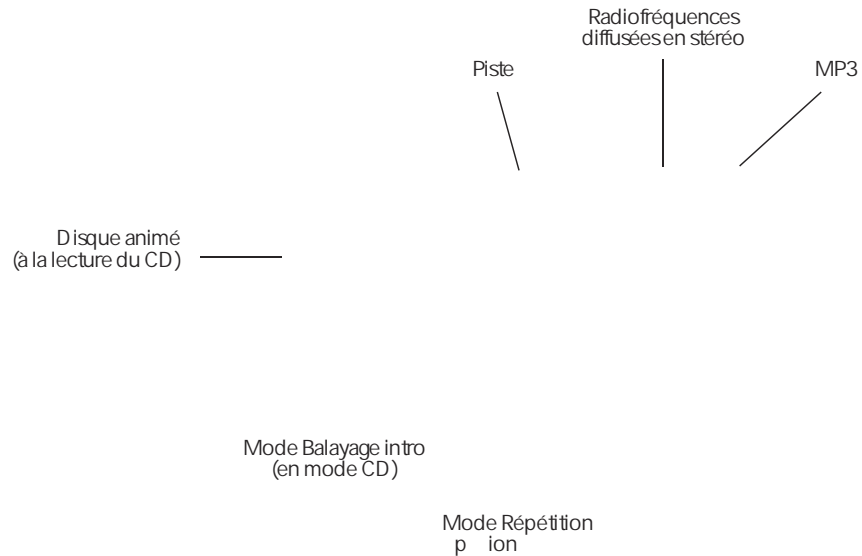 Radiofréquences
diffusées en stéréo
Piste
MP3
Disque animé
(à la lecture du CD)
Mode Balayage intro
(en mode CD)
Mode Répétition